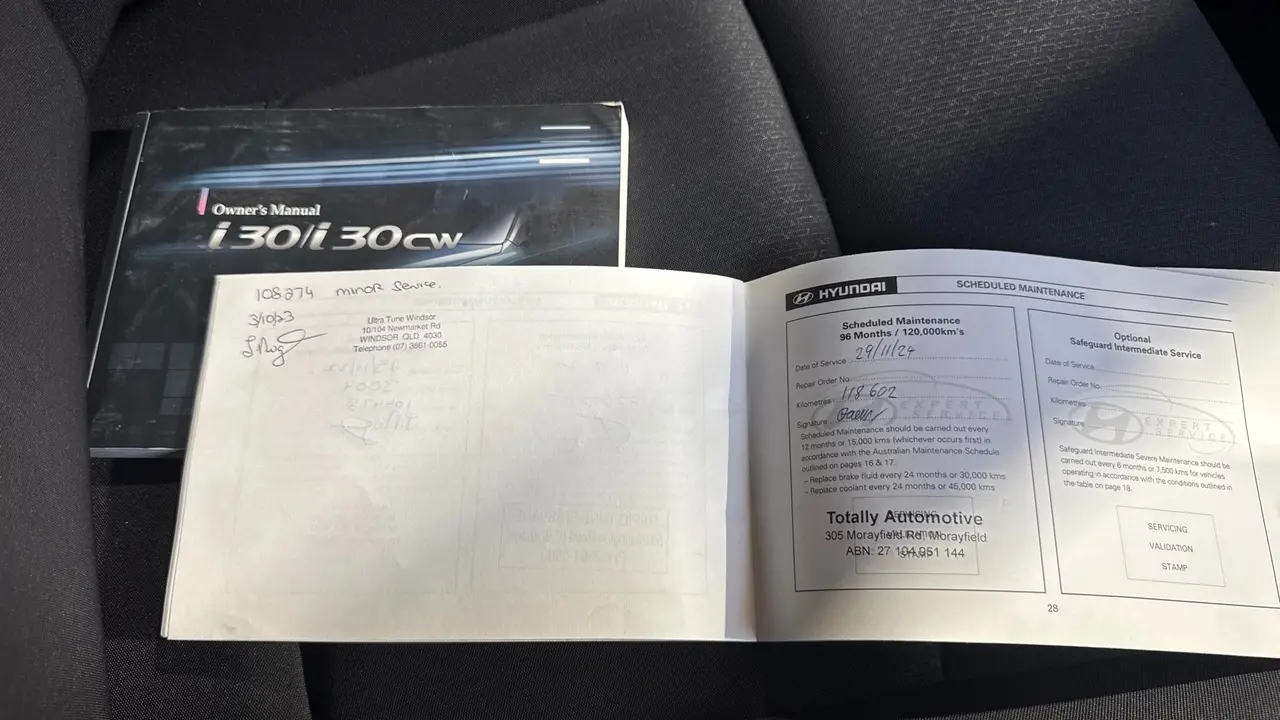 Owner's Manual
i30/i30cw
108274 minor service.
3/10/23
Ultra Tune Windsor
10/104 Newmarket Rd
WINDSOR QLD 4030
Telephone (07) 3861 0055
HYUNDAI
SCHEDULED MAINTENANCE
Scheduled Maintenance
96 Months / 120,000km's
Date of Service 29/11/24
Repair Order No.
Kilometres 118 602
Signature
EXPERT
SERVICE
Scheduled Maintenance should be carried out every
12 months or 15,000 kms (whichever occurs first) in
accordance with the Australian Maintenance Schedule
outlined on pages 16 & 17.
– Replace brake fluid every 24 months or 30,000 kms
– Replace coolant every 24 months or 45,000 kms
SERVICING
Totally Automotive
305 Morayfield Rd, Morayfield
ABN: 27 104 951 144
Optional
Safeguard Intermediate Service
Date of Service
Repair Order No.
Kilometres
Signature
EXPERT
SERVICE
Safeguard Intermediate Severe Maintenance should be
carried out every 6 months or 7,500 kms for vehicles
operating in accordance with the conditions outlined in
the table on page 18.
SERVICING
VALIDATION
STAMP
28